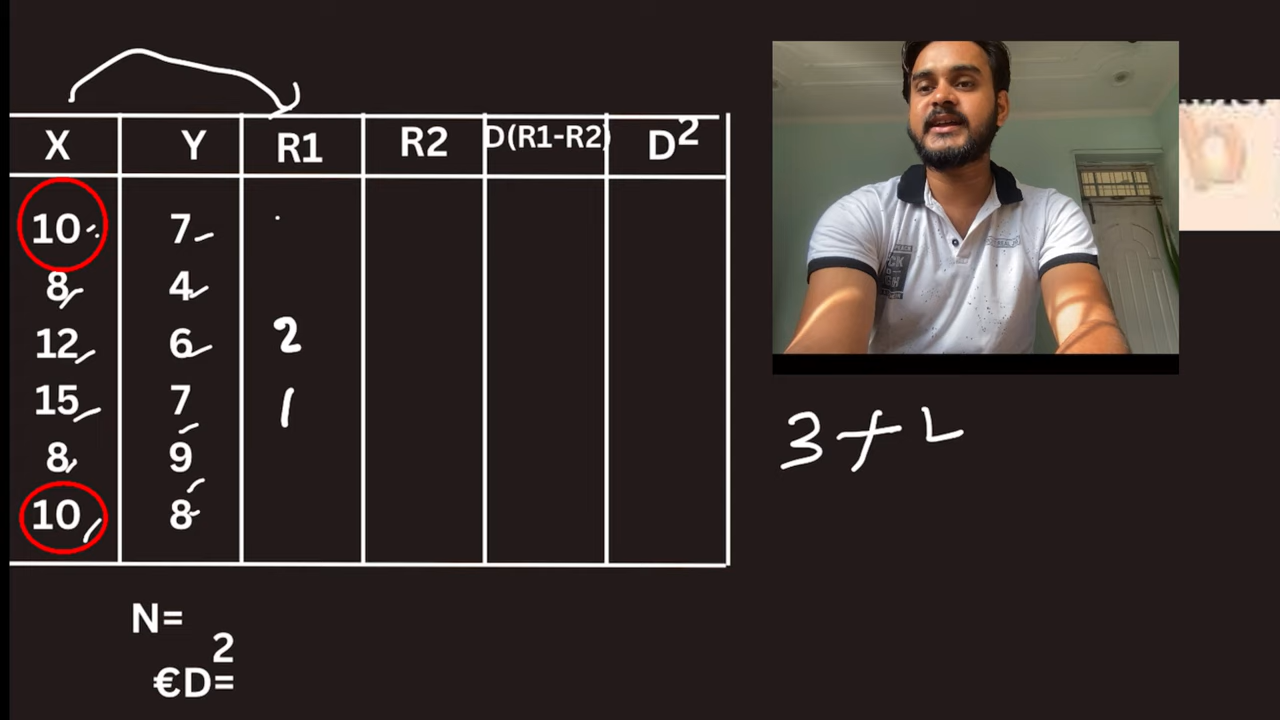 X Y R1 R2 D(R1-R2) D²
10 7
8 4
12 6 2
15 7 1
8 9
10 8
3+
N=
€D²=